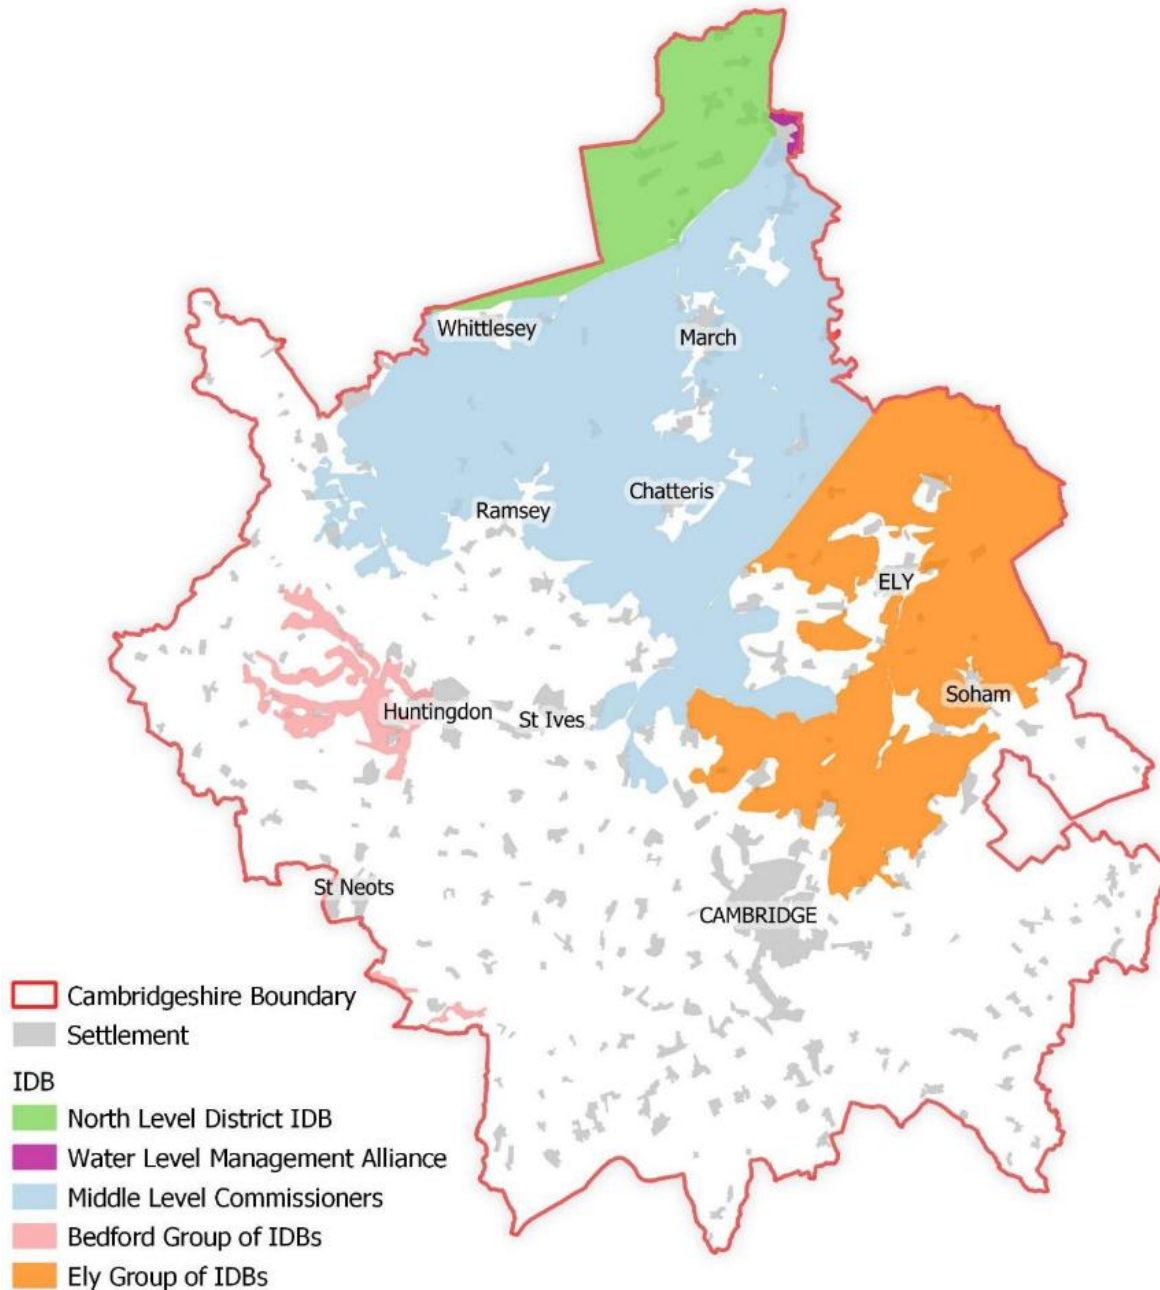 Whittlesey
March
Chatteris
Ramsey
ELY
Soham
Huntingdon
St Ives
St Neots
CAMBRIDGE
Cambridgeshire Boundary
Settlement
IDB
North Level District IDB
Water Level Management Alliance
Middle Level Commissioners
Bedford Group of IDBs
Ely Group of IDBs